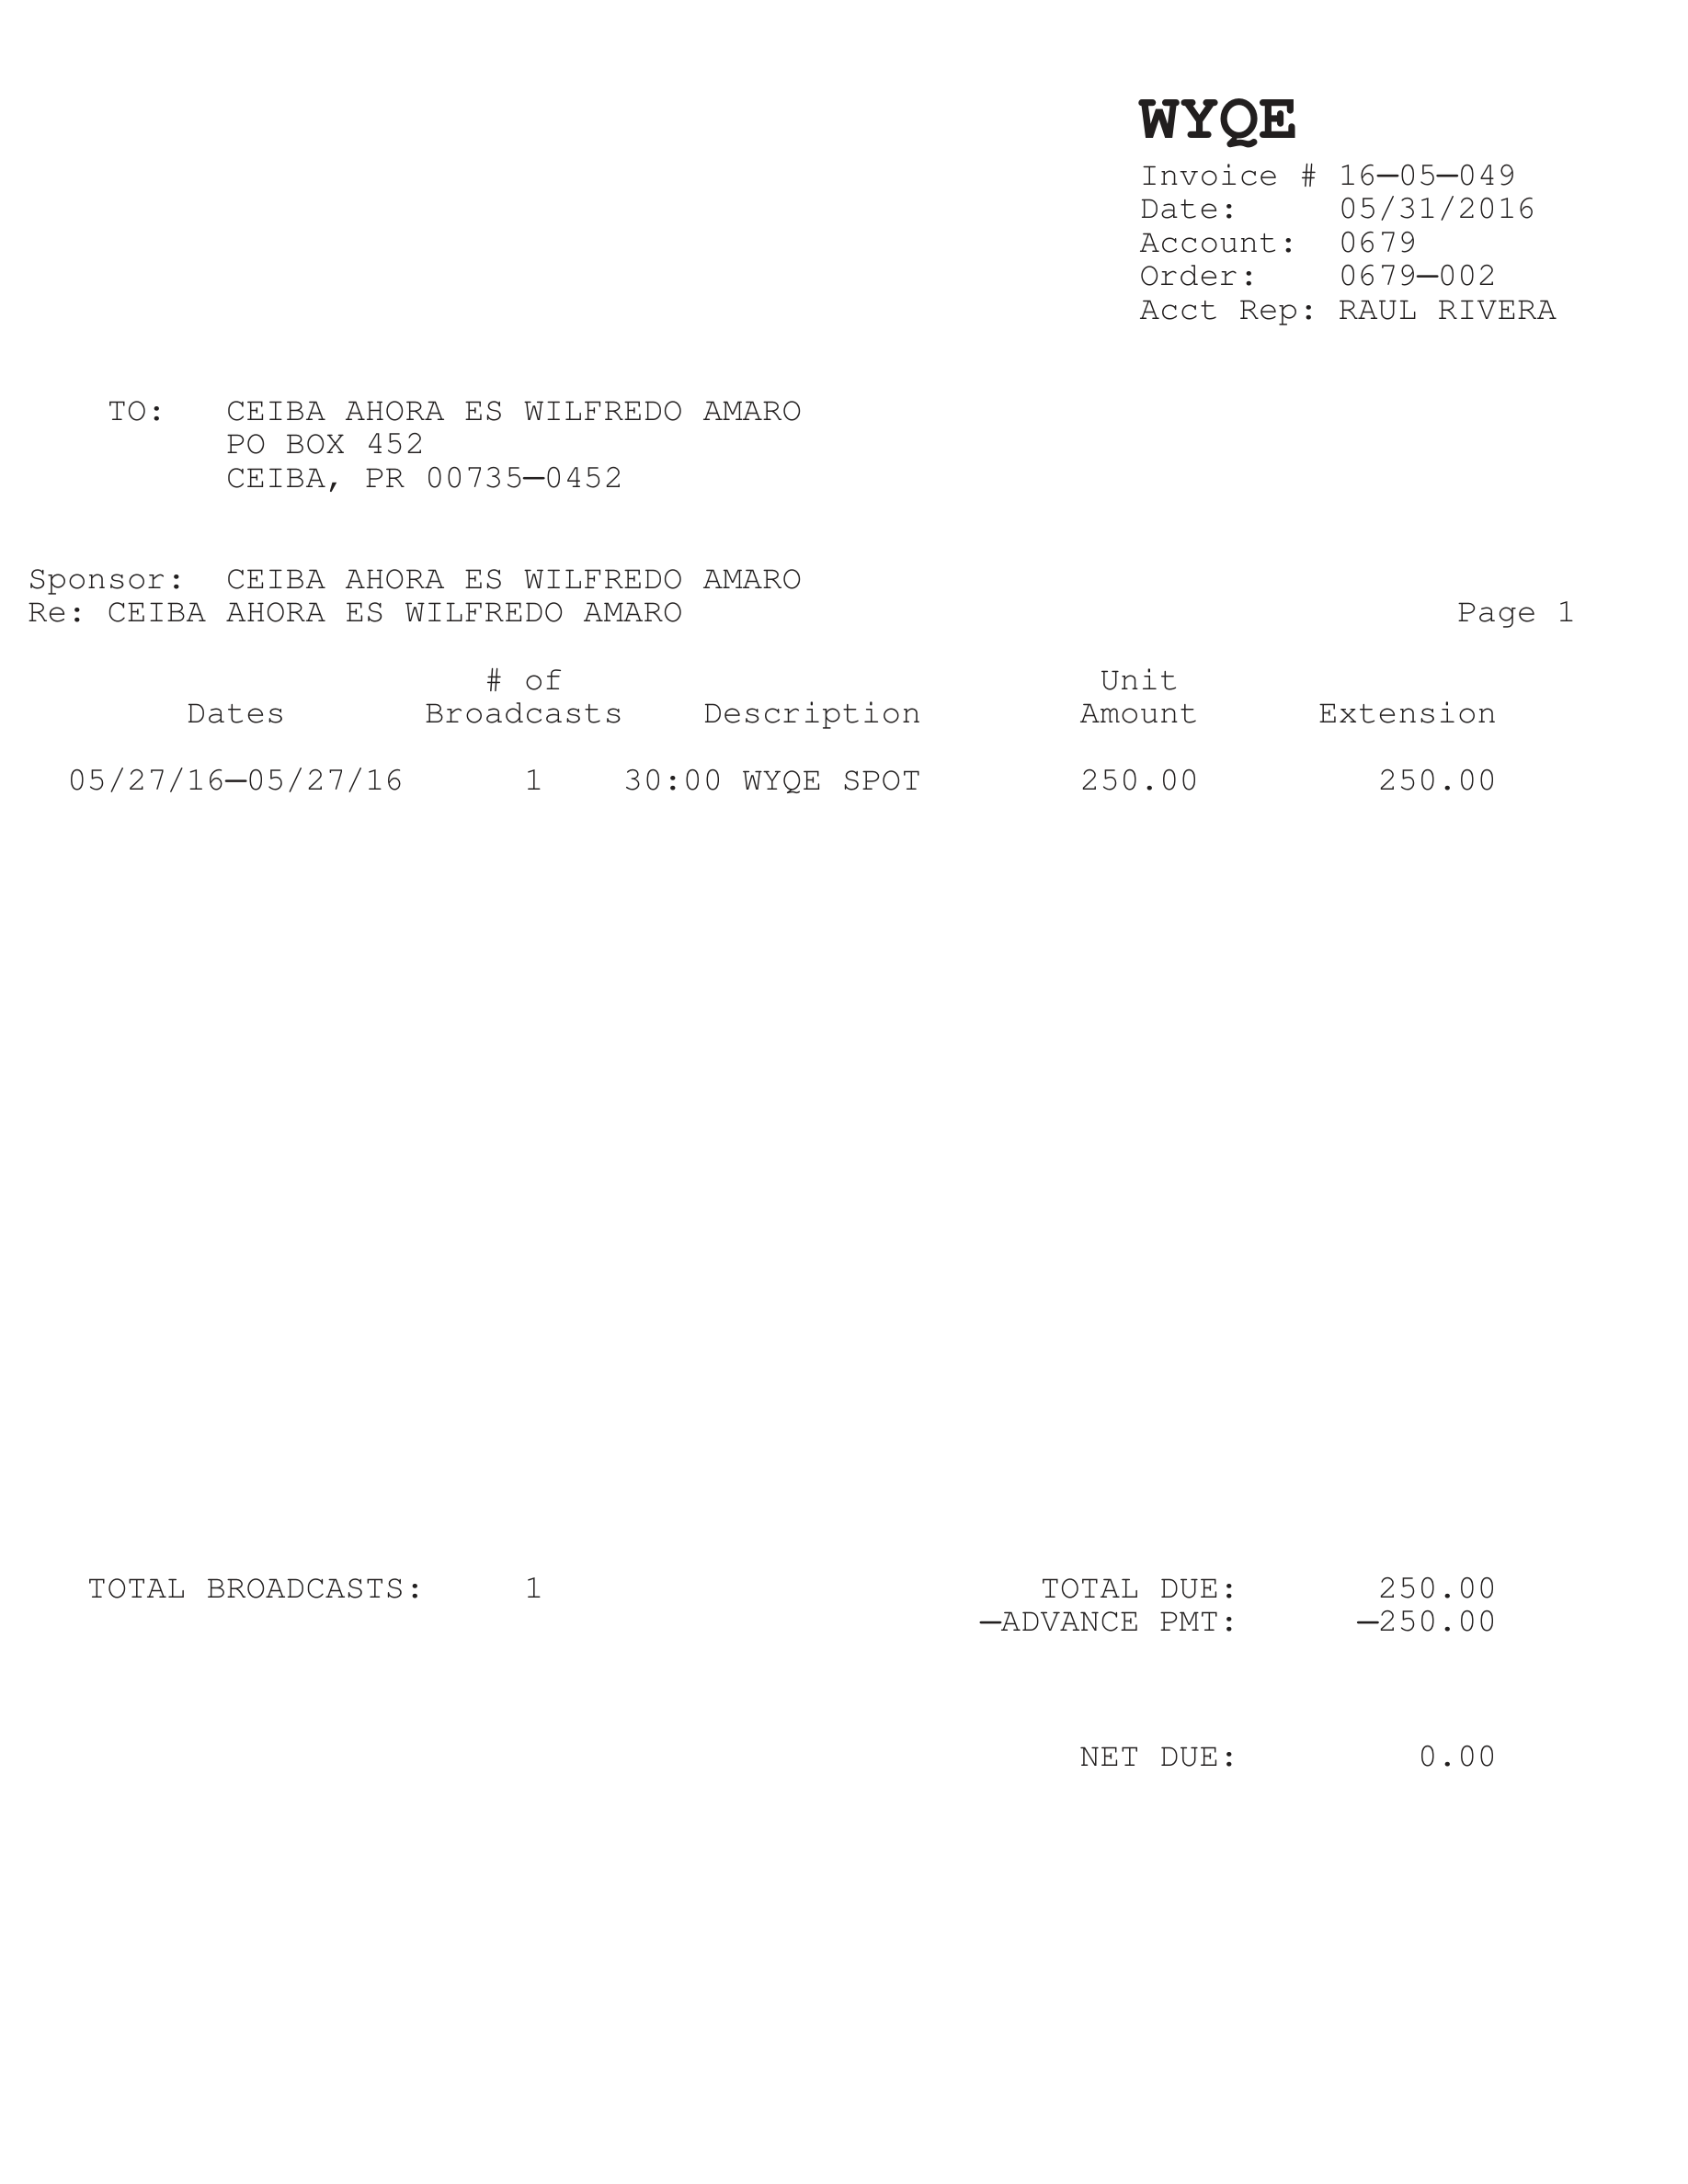 WYQE
Invoice # 16-05-049
Date: 05/31/2016
Account: 0679
Order: 0679-002
Acct Rep: RAUL RIVERA
TO: CEIBA AHORA ES WILFREDO AMARO
PO BOX 452
CEIBA, PR 00735-0452
Sponsor: CEIBA AHORA ES WILFREDO AMARO
Re: CEIBA AHORA ES WILFREDO AMARO Page 1
# of Unit
Dates Broadcasts Description Amount Extension
05/27/16-05/27/16 1 30:00 WYQE SPOT 250.00 250.00
TOTAL BROADCASTS: 1 TOTAL DUE: 250.00
-ADVANCE PMT: -250.00
NET DUE: 0.00